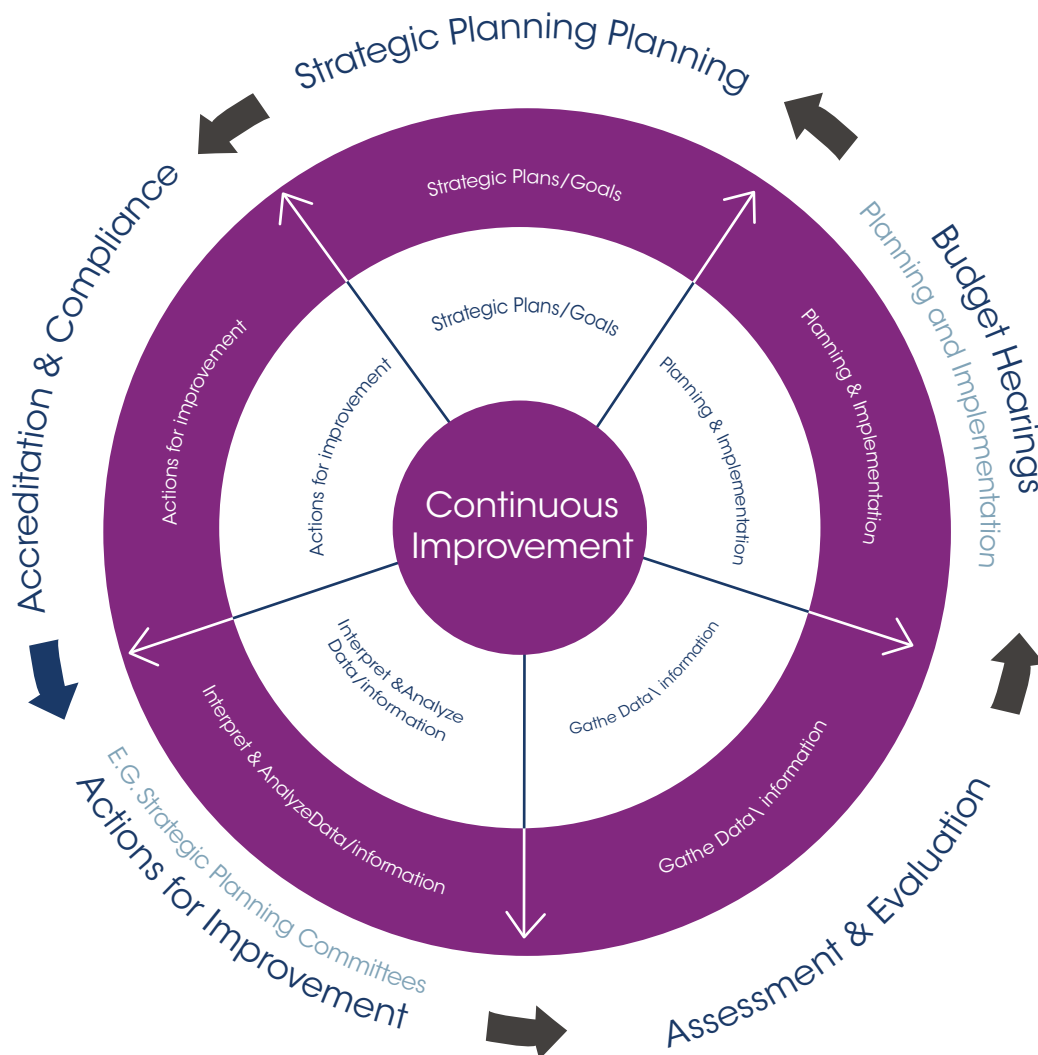 Strategic Planning Planning
Budget Hearings
Planning and Implementation
Assessment & Evaluation
Actions for Improvement
E.G. Strategic Planning Committees
Accreditation & Compliance
Strategic Plans/Goals
Planning & Implementation
Gathe Data\ information
Interpret & AnalyzeData/information
Actions for improvement
Strategic Plans/Goals
Planning & Implementation
Gathe Data\ information
Interpret &Analyze
Data/information
Actions for improvement
Continuous
Improvement